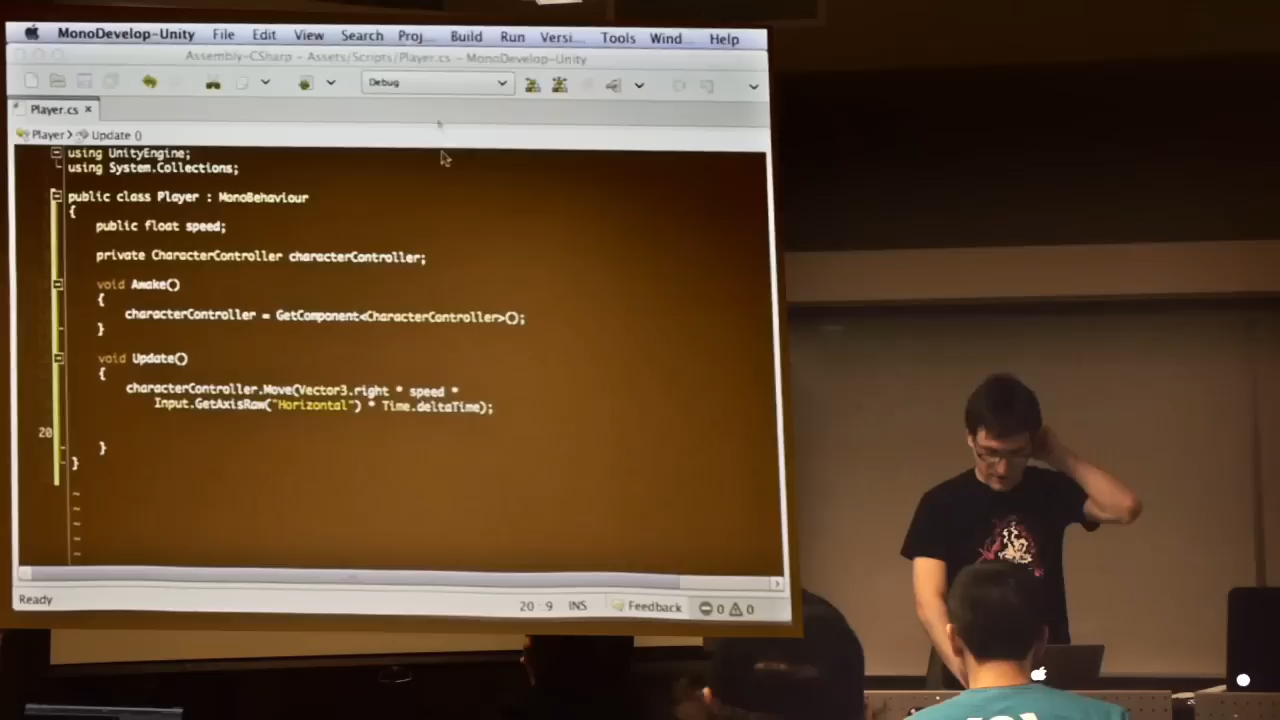 MonoDevelop-Unity File Edit View Search Proj... Build Run Versi... Tools Wind... Help
Assembly-CSharp - Assets/Scripts/Player.cs - MonoDevelop-Unity
Debug
Player.cs ×
Player > Update ()
using UnityEngine;
using System.Collections;
public class Player : MonoBehaviour
{
public float speed;
private CharacterController characterController;
void Awake()
{
characterController = GetComponent<CharacterController>();
}
void Update()
{
characterController.Move(Vector3.right * speed *
Input.GetAxisRaw("Horizontal") * Time.deltaTime);
20
}
}
~
~
~
~
~
Ready 20 : 9 INS Feedback 0 0